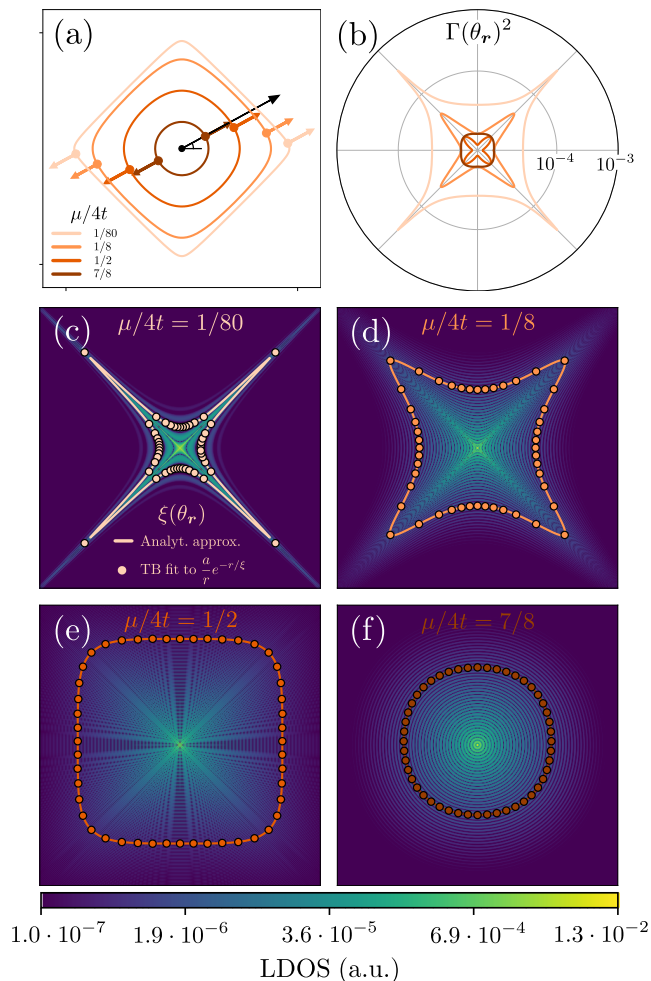 (a)
μ/4t
1/80
1/8
1/2
7/8
(b)
Γ(θ_r)²
10⁻⁴
10⁻³
(c)
μ/4t = 1/80
ξ(θ_r)
Analyt. approx.
TB fit to a/r e^{-r/ξ}
(d)
μ/4t = 1/8
(e)
μ/4t = 1/2
(f)
μ/4t = 7/8
1.0 · 10⁻⁷
1.9 · 10⁻⁶
3.6 · 10⁻⁵
6.9 · 10⁻⁴
1.3 · 10⁻²
LDOS (a.u.)